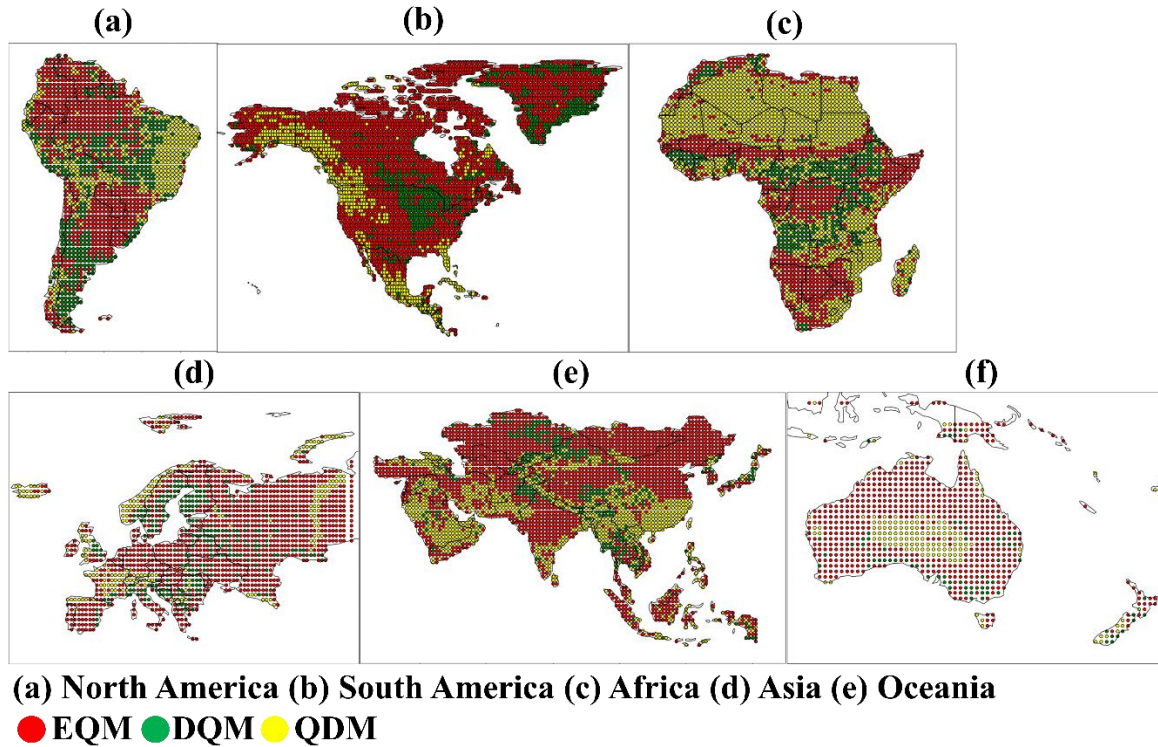 (a) (b) (c)
(d) (e) (f)
(a) North America (b) South America (c) Africa (d) Asia (e) Oceania
EQM DQM QDM